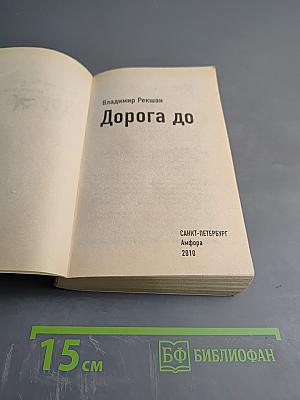 Владимир Рекшан
Дорога до
САНКТ-ПЕТЕРБУРГ
Амфора
2010
15 см
БФ БИБЛИОФАН